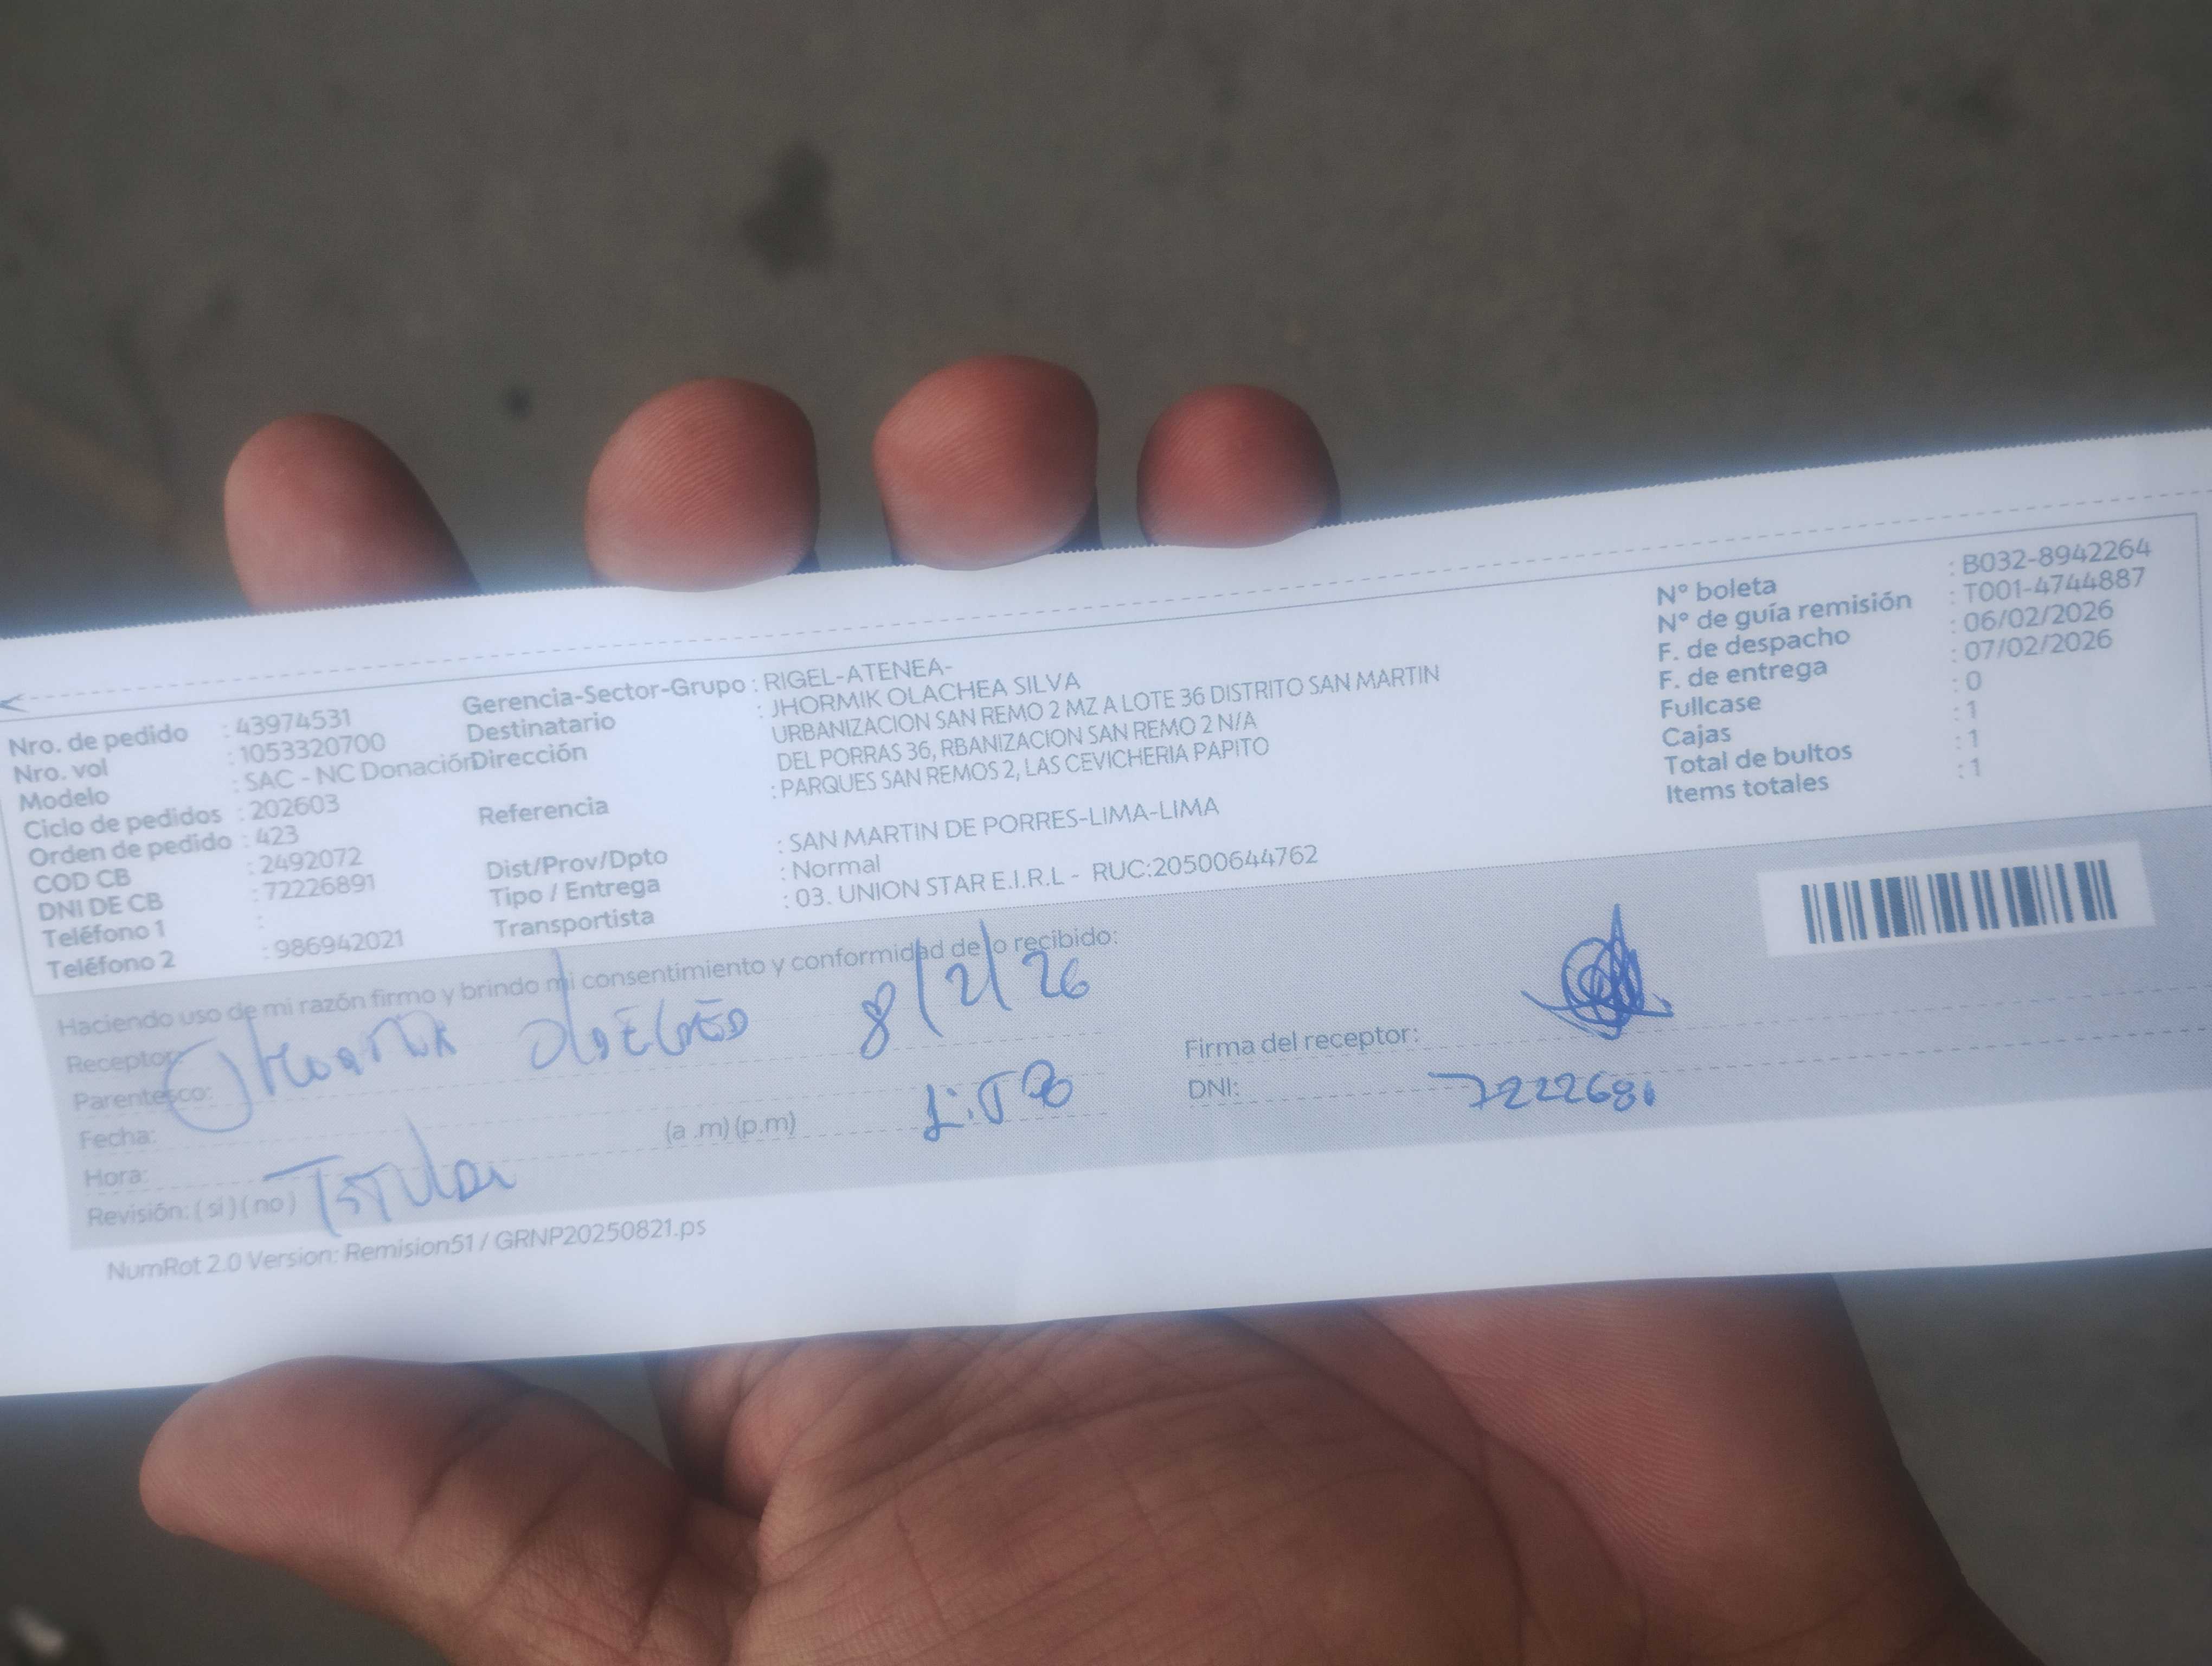 Nro. de pedido : 43974531
Nro. vol : 1053320700
Modelo : SAC - NC Donación
Ciclo de pedidos : 202603
Orden de pedido : 423
COD CB : 2492072
DNI DE CB : 72226891
Teléfono 1 :
Teléfono 2 : 986942021
Gerencia-Sector-Grupo : RIGEL-ATENEA-
Destinatario : JHORMIK OLACHEA SILVA
Dirección URBANIZACION SAN REMO 2 MZ A LOTE 36 DISTRITO SAN MARTIN
DEL PORRAS 36, RBANIZACION SAN REMO 2 N/A
Referencia : PARQUES SAN REMOS 2, LAS CEVICHERIA PAPITO
Dist/Prov/Dpto : SAN MARTIN DE PORRES-LIMA-LIMA
Tipo / Entrega : Normal
Transportista : 03. UNION STAR E.I.R.L - RUC:20500644762
N° boleta : B032-8942264
N° de guía remisión : T001-4744887
F. de despacho : 06/02/2026
F. de entrega : 07/02/2026
Fullcase : 0
Cajas : 1
Total de bultos : 1
Items totales : 1
Haciendo uso de mi razón firmo y brindo mi consentimiento y conformidad de lo recibido:
Receptor:
Parentesco:
Fecha: 8/2/26
Hora: (a .m) (p.m)
Revisión: ( si ) ( no )
Firma del receptor:
DNI:
NumRot 2.0 Version: Remision51 / GRNP20250821.ps